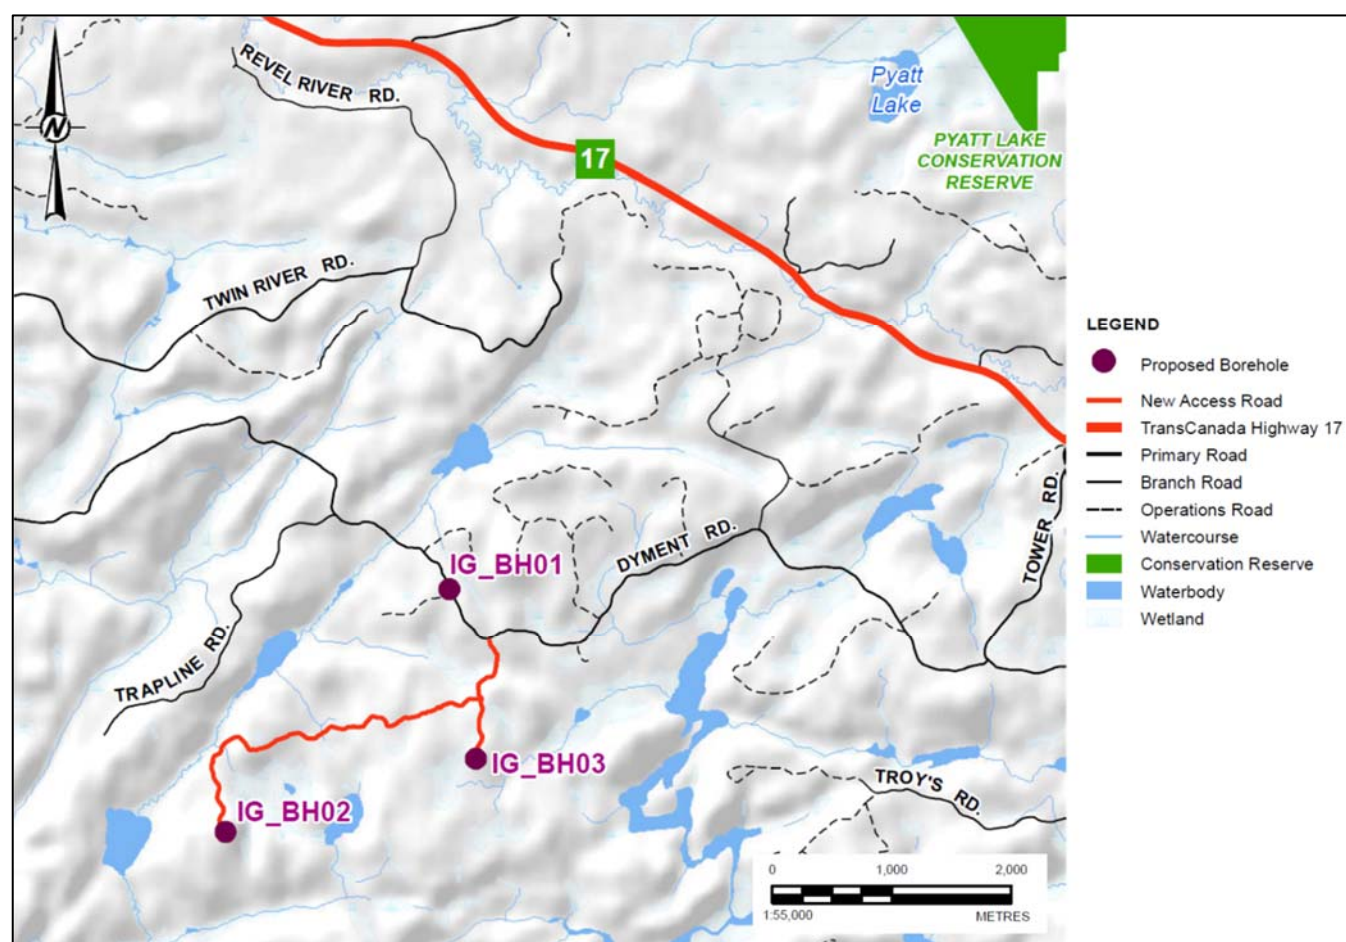 REVEL RIVER RD.
Pyatt
Lake
N
17
PYATT LAKE
CONSERVATION
RESERVE
TWIN RIVER RD.
LEGEND
Proposed Borehole
New Access Road
TransCanada Highway 17
Primary Road
Branch Road
Operations Road
Watercourse
Conservation Reserve
Waterbody
Wetland
TOWER RD.
DYMENT RD.
IG_BH01
TRAPLINE RD.
IG_BH03
TROY'S RD.
IG_BH02
0 1,000 2,000
1:55,000 METRES